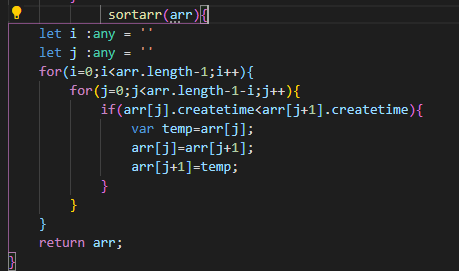 sortarr(arr){
let i :any = ''
let j :any = ''
for(i=0;i<arr.length-1;i++){
for(j=0;j<arr.length-1-i;j++){
if(arr[j].createtime<arr[j+1].createtime){
var temp=arr[j];
arr[j]=arr[j+1];
arr[j+1]=temp;
}
}
}
return arr;
}